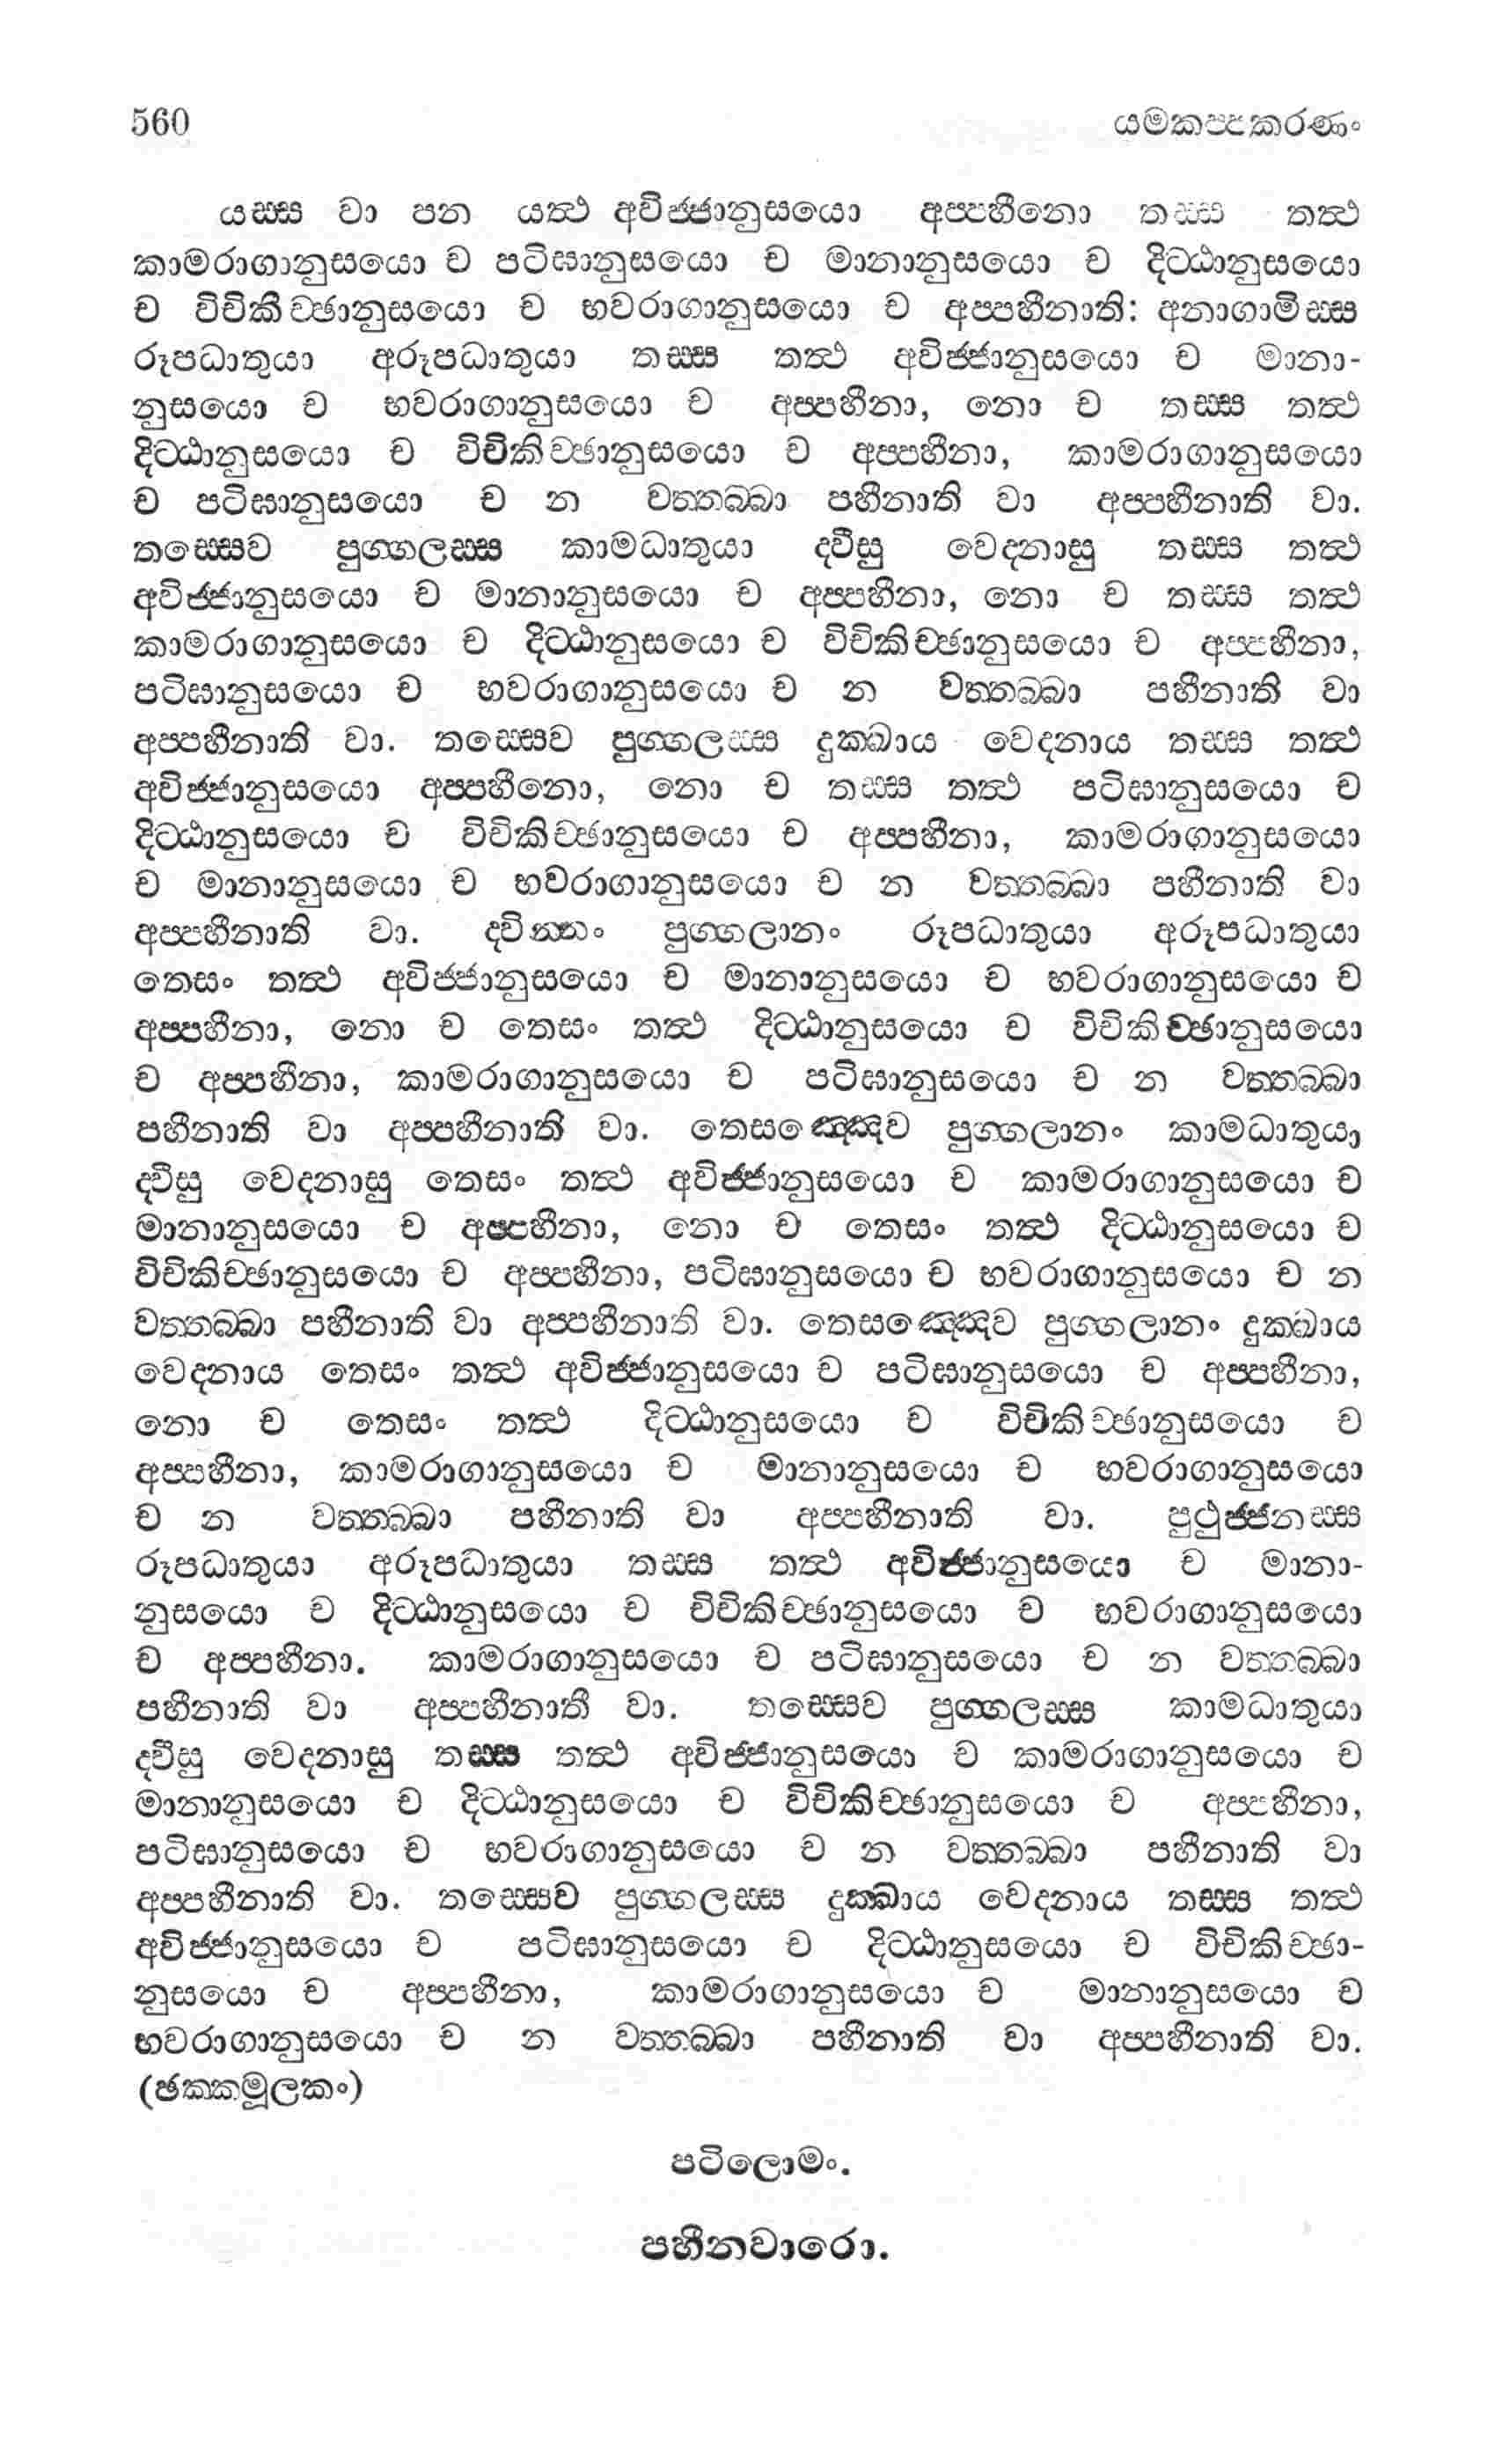 560 යමකප්පකරණං
යස්ස වා පන යත්ථ අවිජ්ජානුසයො අප්පහීනො තස්ස තත්ථ
කාමරාගානුසයො ච පටිඝානුසයො ච මානානුසයො ච දිට්ඨානුසයො
ච විචිකිච්ඡානුසයො ච භවරාගානුසයො ච අප්පහීනාති: අනාගාමිස්ස
රූපධාතුයා අරූපධාතුයා තස්ස තත්ථ අවිජ්ජානුසයො ච මානා-
නුසයො ච භවරාගානුසයො ච අප්පහීනා, නො ච තස්ස තත්ථ
දිට්ඨානුසයො ච විචිකිච්ඡානුසයො ච අප්පහීනා, කාමරාගානුසයො
ච පටිඝානුසයො ච න වත්තබ්බා පහීනාති වා අප්පහීනාති වා.
තස්සෙව පුග්ගලස්ස කාමධාතුයා ද්වීසු වෙදනාසු තස්ස තත්ථ
අවිජ්ජානුසයො ච මානානුසයො ච අප්පහීනා, නො ච තස්ස තත්ථ
කාමරාගානුසයො ච දිට්ඨානුසයො ච විචිකිච්ඡානුසයො ච අප්පහීනා,
පටිඝානුසයො ච භවරාගානුසයො ච න වත්තබ්බා පහීනාති වා
අප්පහීනාති වා. තස්සෙව පුග්ගලස්ස දුක්ඛාය වෙදනාය තස්ස තත්ථ
අවිජ්ජානුසයො අප්පහීනො, නො ච තස්ස තත්ථ පටිඝානුසයො ච
දිට්ඨානුසයො ච විචිකිච්ඡානුසයො ච අප්පහීනා, කාමරාගානුසයො
ච මානානුසයො ච භවරාගානුසයො ච න වත්තබ්බා පහීනාති වා
අප්පහීනාති වා. ද්වින්නං පුග්ගලානං රූපධාතුයා අරූපධාතුයා
තෙසං තත්ථ අවිජ්ජානුසයො ච මානානුසයො ච භවරාගානුසයො ච
අප්පහීනා, නො ච තෙසං තත්ථ දිට්ඨානුසයො ච විචිකිච්ඡානුසයො
ච අප්පහීනා, කාමරාගානුසයො ච පටිඝානුසයො ච න වත්තබ්බා
පහීනාති වා අප්පහීනාති වා. තෙසඤ්ඤෙව පුග්ගලානං කාමධාතුයා
ද්වීසු වෙදනාසු තෙසං තත්ථ අවිජ්ජානුසයො ච කාමරාගානුසයො ච
මානානුසයො ච අප්පහීනා, නො ච තෙසං තත්ථ දිට්ඨානුසයො ච
විචිකිච්ඡානුසයො ච අප්පහීනා, පටිඝානුසයො ච භවරාගානුසයො ච න
වත්තබ්බා පහීනාති වා අප්පහීනාති වා. තෙසඤ්ඤෙව පුග්ගලානං දුක්ඛාය
වෙදනාය තෙසං තත්ථ අවිජ්ජානුසයො ච පටිඝානුසයො ච අප්පහීනා,
නො ච තෙසං තත්ථ දිට්ඨානුසයො ච විචිකිච්ඡානුසයො ච
අප්පහීනා, කාමරාගානුසයො ච මානානුසයො ච භවරාගානුසයො
ච න වත්තබ්බා පහීනාති වා අප්පහීනාති වා. පුථුජ්ජනස්ස
රූපධාතුයා අරූපධාතුයා තස්ස තත්ථ අවිජ්ජානුසයො ච මානා-
නුසයො ච දිට්ඨානුසයො ච විචිකිච්ඡානුසයො ච භවරාගානුසයො
ච අප්පහීනා. කාමරාගානුසයො ච පටිඝානුසයො ච න වත්තබ්බා
පහීනාති වා අප්පහීනාතී වා. තස්සෙව පුග්ගලස්ස කාමධාතුයා
ද්වීසු වෙදනාසු තස්ස තත්ථ අවිජ්ජානුසයො ච කාමරාගානුසයො ච
මානානුසයො ච දිට්ඨානුසයො ච විචිකිච්ඡානුසයො ච අප්පහීනා,
පටිඝානුසයො ච භවරාගානුසයො ච න වත්තබ්බා පහීනාති වා
අප්පහීනාති වා. තස්සෙව පුග්ගලස්ස දුක්ඛාය වෙදනාය තස්ස තත්ථ
අවිජ්ජානුසයො ච පටිඝානුසයො ච දිට්ඨානුසයො ච විචිකිච්ඡා-
නුසයො ච අප්පහීනා, කාමරාගානුසයො ච මානානුසයො ච
භවරාගානුසයො ච න වත්තබ්බා පහීනාති වා අප්පහීනාති වා.
(ඡක්කමූලකං)
පටිලොමං.
පහීනවාරො.